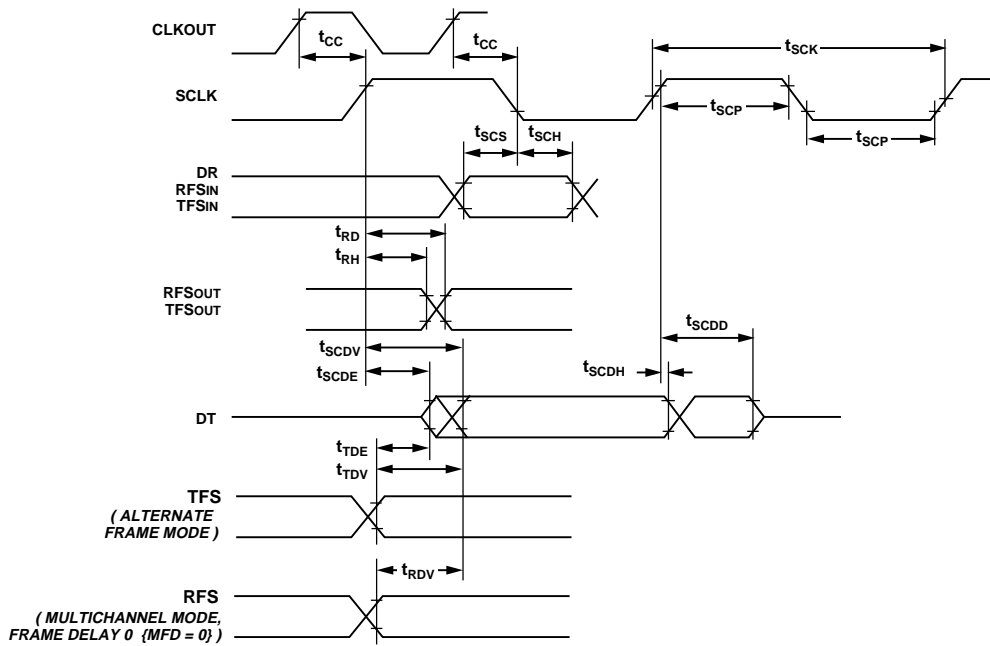 CLKOUT
tCC
tCC
tSCK
SCLK
tSCP
tSCP
tSCS
tSCH
DR
RFSIN
TFSIN
tRD
tRH
RFSOUT
TFSOUT
tSCDV
tSCDE
tSCDD
tSCDH
DT
tTDE
tTDV
TFS
( ALTERNATE
FRAME MODE )
tRDV
RFS
( MULTICHANNEL MODE,
FRAME DELAY 0 {MFD = 0} )